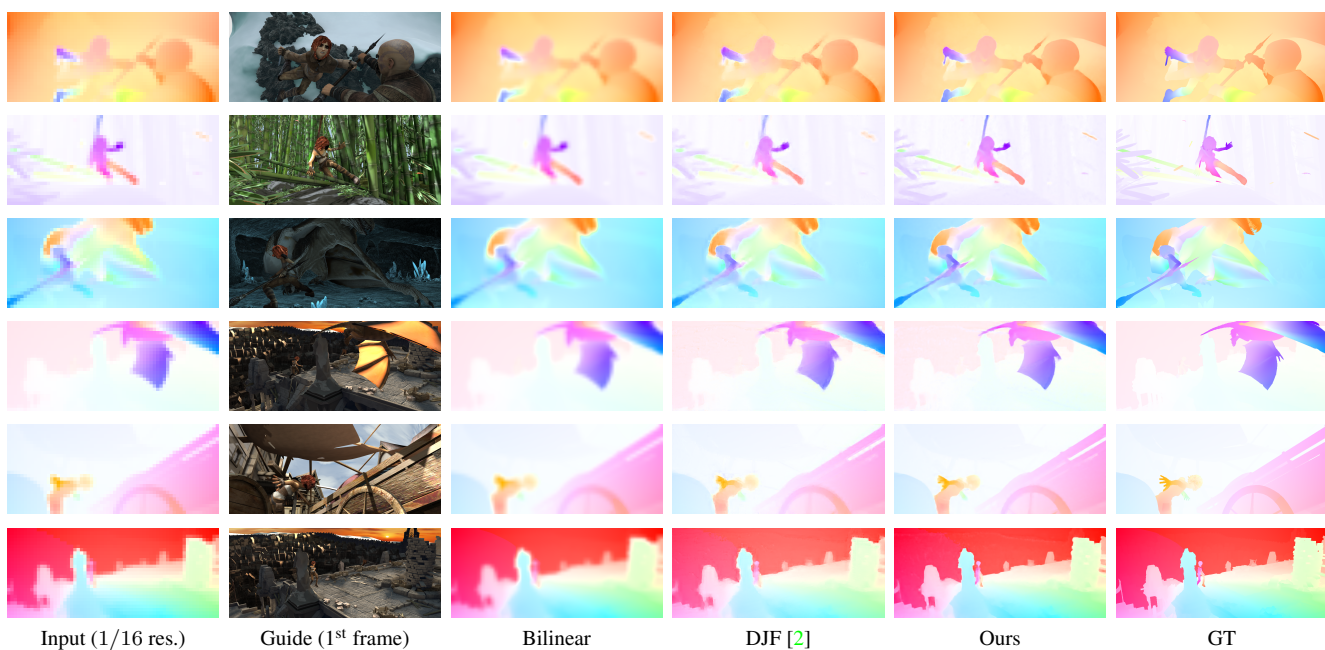 Input (1/16 res.) Guide (1st frame) Bilinear DJF [2] Ours GT